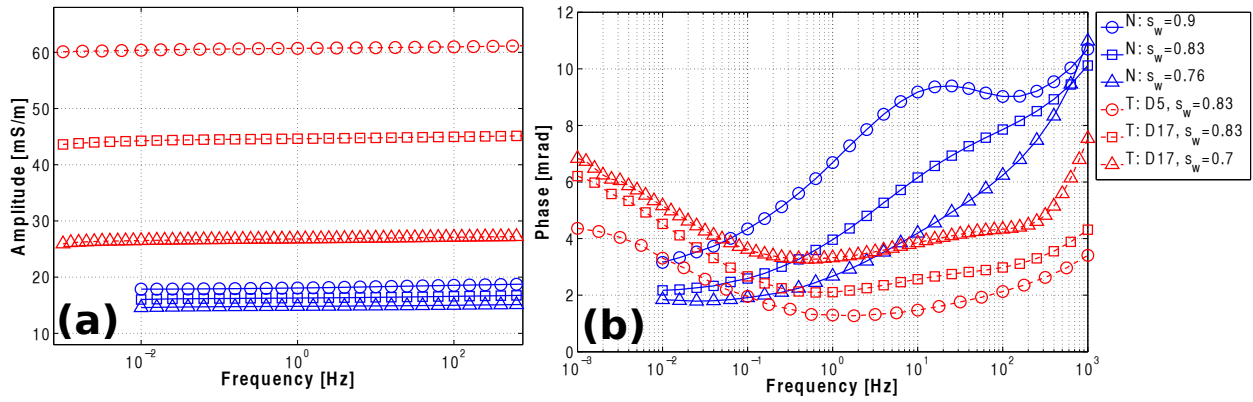 60
50
40
30
20
10
Amplitude [mS/m]
(a)
10^-2
10^0
10^2
Frequency [Hz]
12
10
8
6
4
2
0
Phase [mrad]
(b)
10^-3
10^-2
10^-1
10^0
10^1
10^2
10^3
Frequency [Hz]
N: s_w=0.9
N: s_w=0.83
N: s_w=0.76
T: D5, s_w=0.83
T: D17, s_w=0.83
T: D17, s_w=0.7